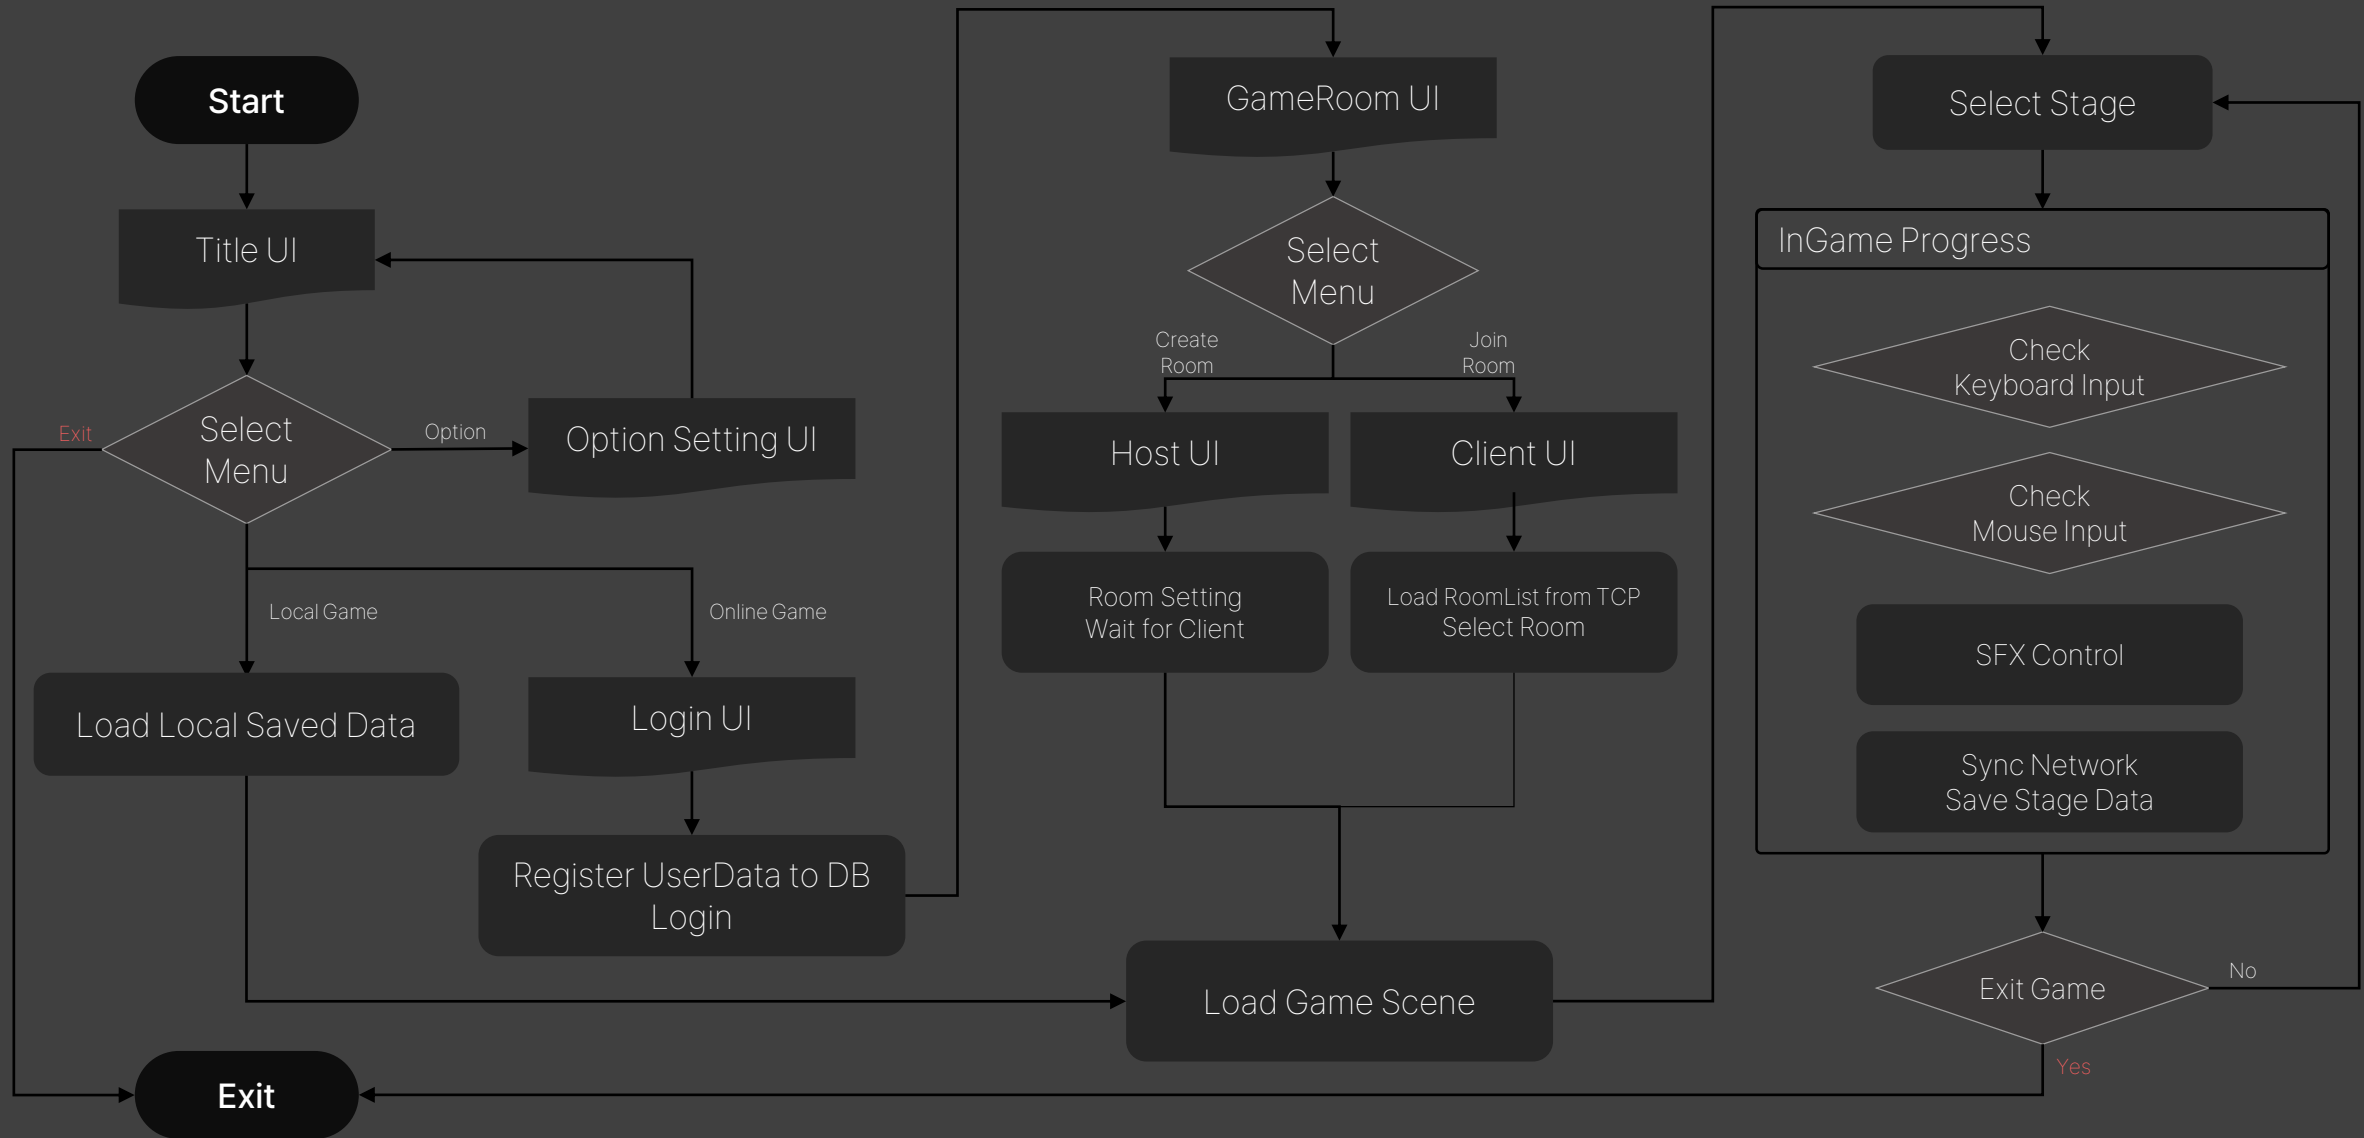 Start
Title UI
Select
Menu
Exit
Option
Option Setting UI
Local Game
Online Game
Load Local Saved Data
Login UI
Register UserData to DB
Login
Exit
GameRoom UI
Select
Menu
Create
Room
Join
Room
Host UI
Client UI
Room Setting
Wait for Client
Load RoomList from TCP
Select Room
Load Game Scene
Select Stage
InGame Progress
Check
Keyboard Input
Check
Mouse Input
SFX Control
Sync Network
Save Stage Data
Exit Game
No
Yes